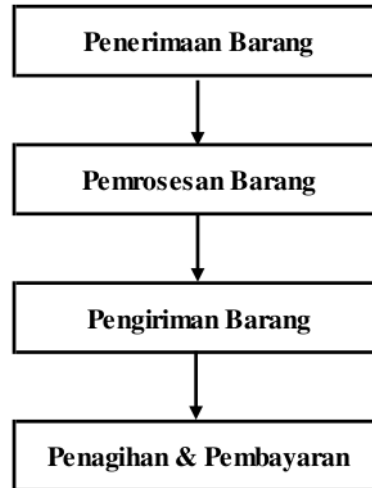 Penerimaan Barang
Pemrosesan Barang
Pengiriman Barang
Penagihan & Pembayaran